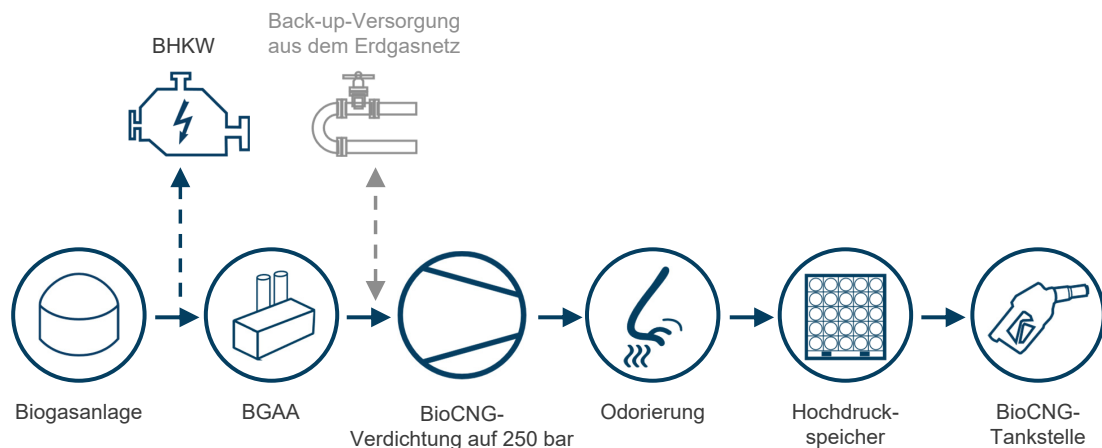 BHKW
Back-up-Versorgung
aus dem Erdgasnetz
Biogasanlage
BGAA
BioCNG-
Verdichtung auf 250 bar
Odorierung
Hochdruck-
speicher
BioCNG-
Tankstelle